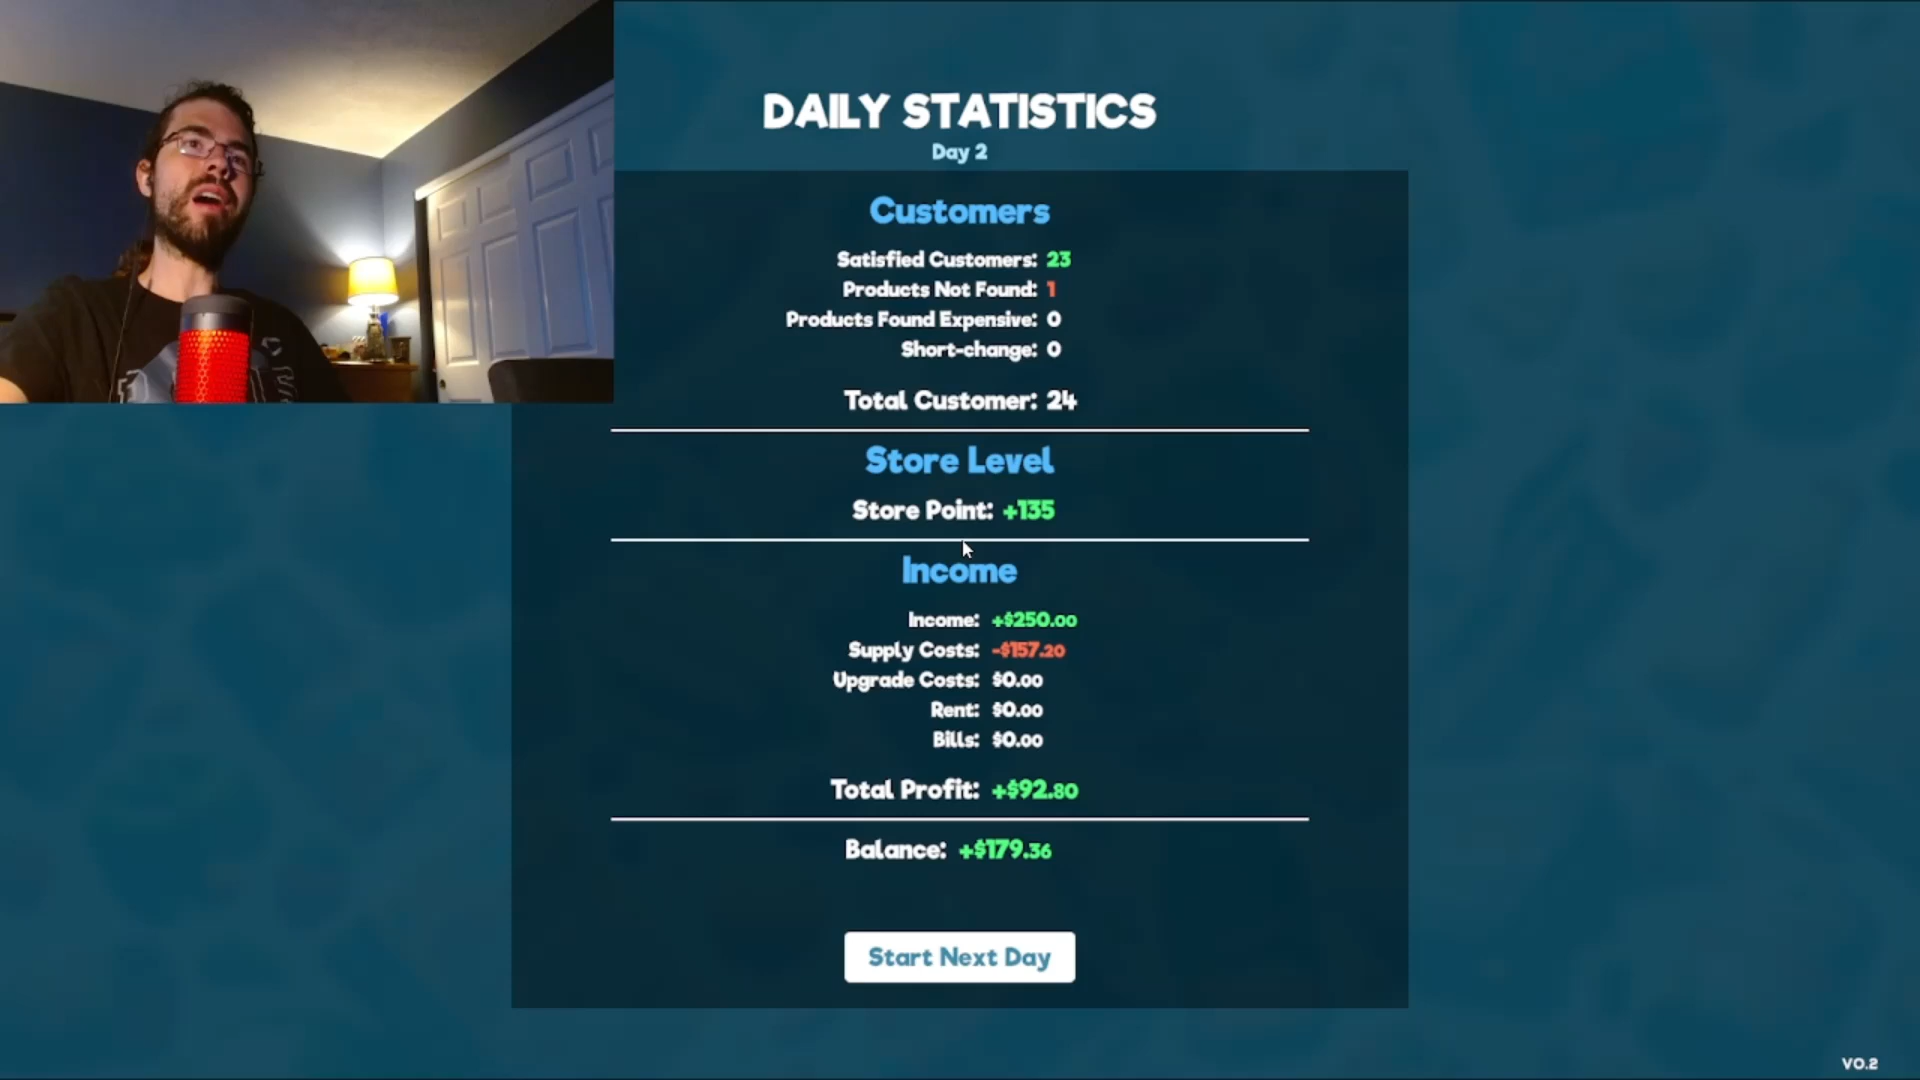 DAILY STATISTICS
Day 2
Customers
Satisfied Customers: 23
Products Not Found: 1
Products Found Expensive: 0
Short-change: 0
Total Customer: 24
Store Level
Store Point: +135
Income
Income: +$250.00
Supply Costs: -$157.20
Upgrade Costs: $0.00
Rent: $0.00
Bills: $0.00
Total Profit: +$92.80
Balance: +$179.36
Start Next Day
V0.2